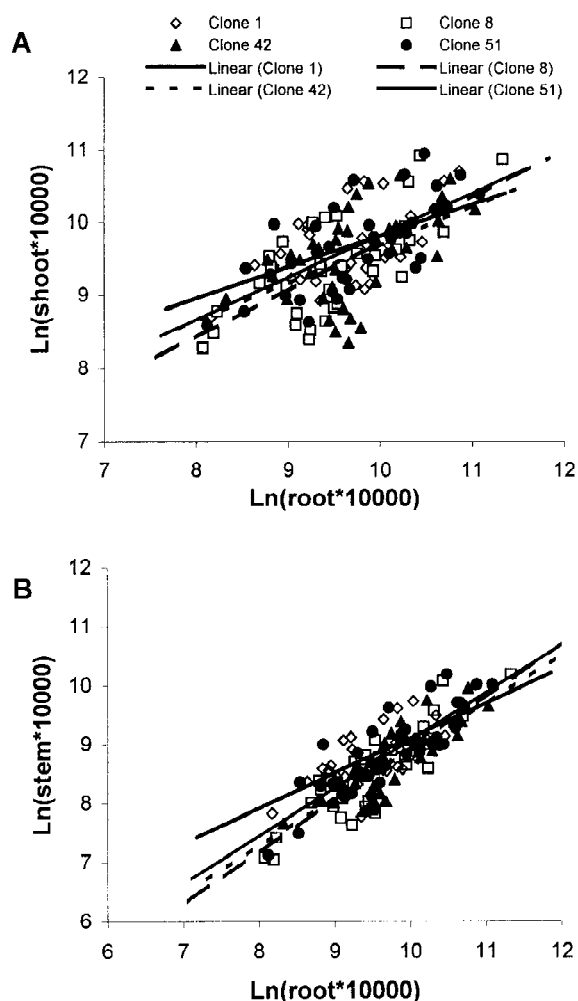 A
Clone 1
Clone 8
Clone 42
Clone 51
Linear (Clone 1)
Linear (Clone 8)
Linear (Clone 42)
Linear (Clone 51)
12
11
10
9
8
7
Ln(shoot*10000)
7 8 9 10 11 12
Ln(root*10000)
B
12
11
10
9
8
7
6
Ln(stem*10000)
6 7 8 9 10 11 12
Ln(root*10000)